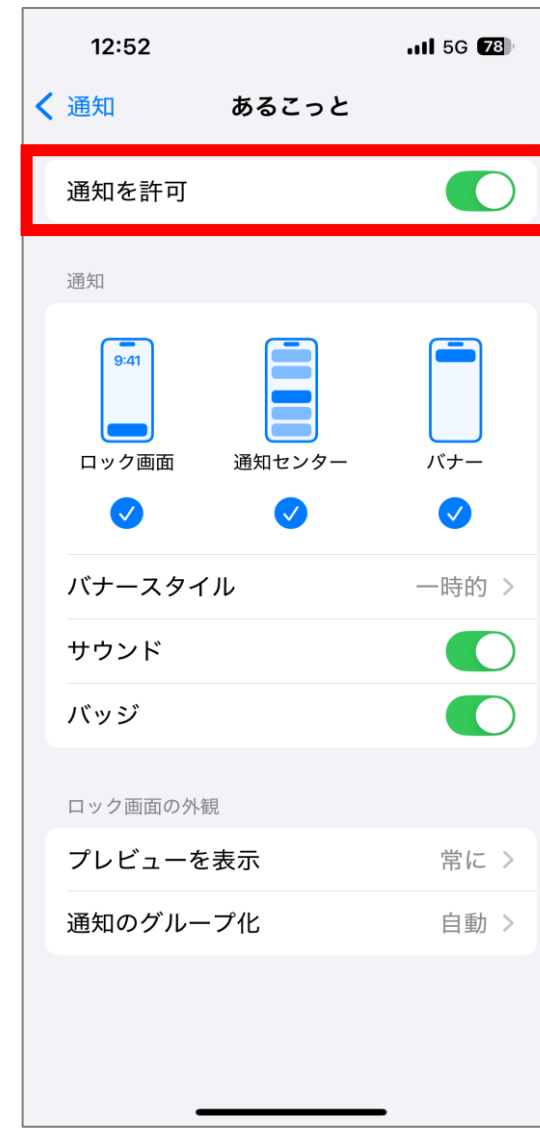 12:52 5G 78
通知 あるこっと
通知を許可
通知
9:41
ロック画面 通知センター バナー
バナースタイル 一時的
サウンド
バッジ
ロック画面の外観
プレビューを表示 常に
通知のグループ化 自動